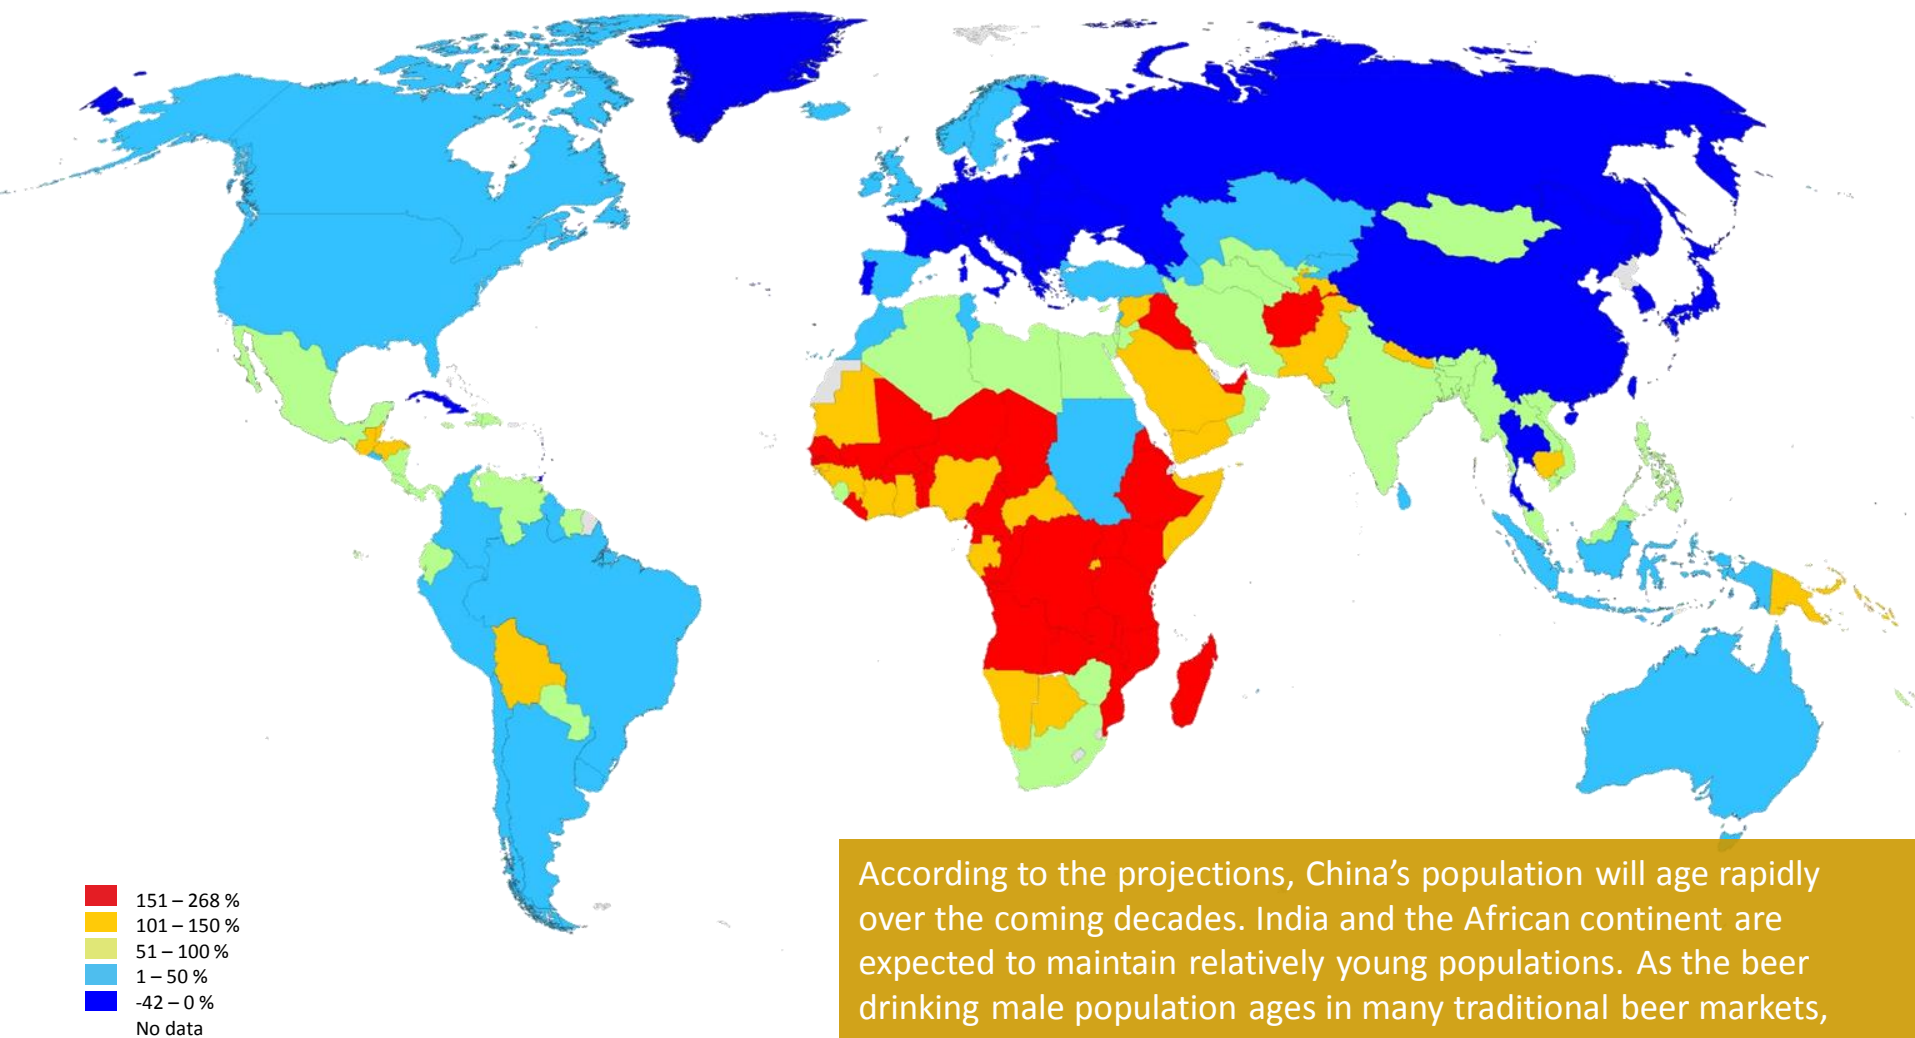 151 – 268 %
101 – 150 %
51 – 100 %
1 – 50 %
-42 – 0 %
No data
According to the projections, China’s population will age rapidly
over the coming decades. India and the African continent are
expected to maintain relatively young populations. As the beer
drinking male population ages in many traditional beer markets,